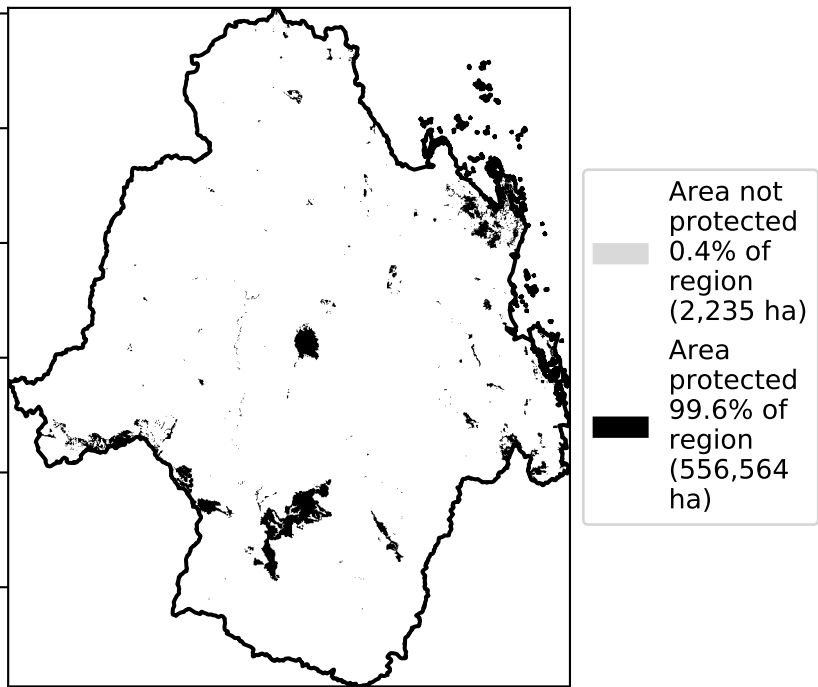 Area not
protected
0.4% of
region
(2,235 ha)
Area
protected
99.6% of
region
(556,564
ha)